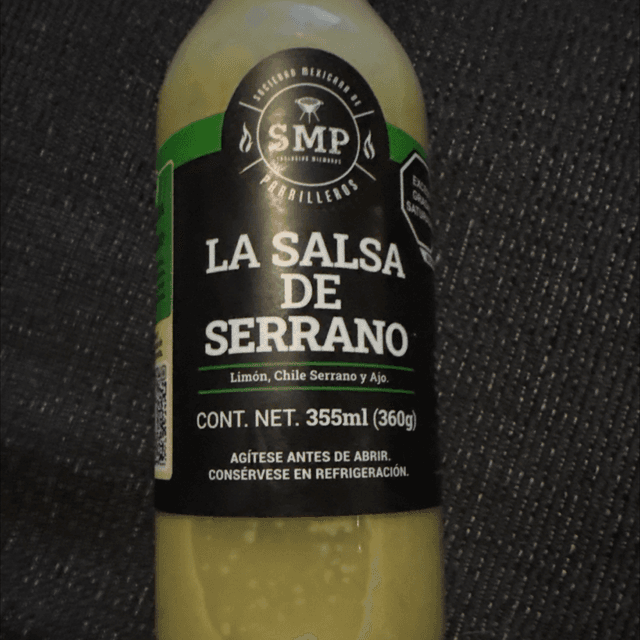 SOCIEDAD MEXICANA DE
SMP
PARRILLEROS
LA SALSA
DE
SERRANO
Limón, Chile Serrano y Ajo.
CONT. NET. 355ml (360g)
AGÍTESE ANTES DE ABRIR.
CONSÉRVESE EN REFRIGERACIÓN.